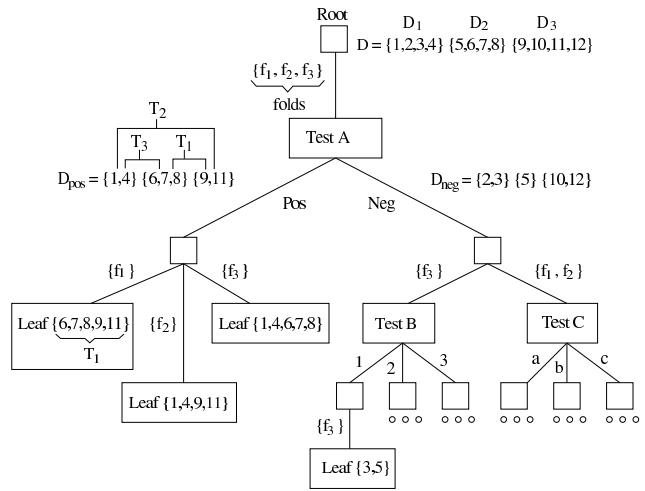 Root
D1 D2 D3
D = {1,2,3,4} {5,6,7,8} {9,10,11,12}
{f1, f2, f3}
folds
T2
T3 T1
Test A
Dpos = {1,4} {6,7,8} {9,11}
Dneg = {2,3} {5} {10,12}
Pos Neg
{f1} {f3} {f3} {f1, f2}
Leaf {6,7,8,9,11}
T1
{f2}
Leaf {1,4,6,7,8}
Test B
Test C
1 2 3
a b c
Leaf {1,4,9,11}
{f3}
Leaf {3,5}